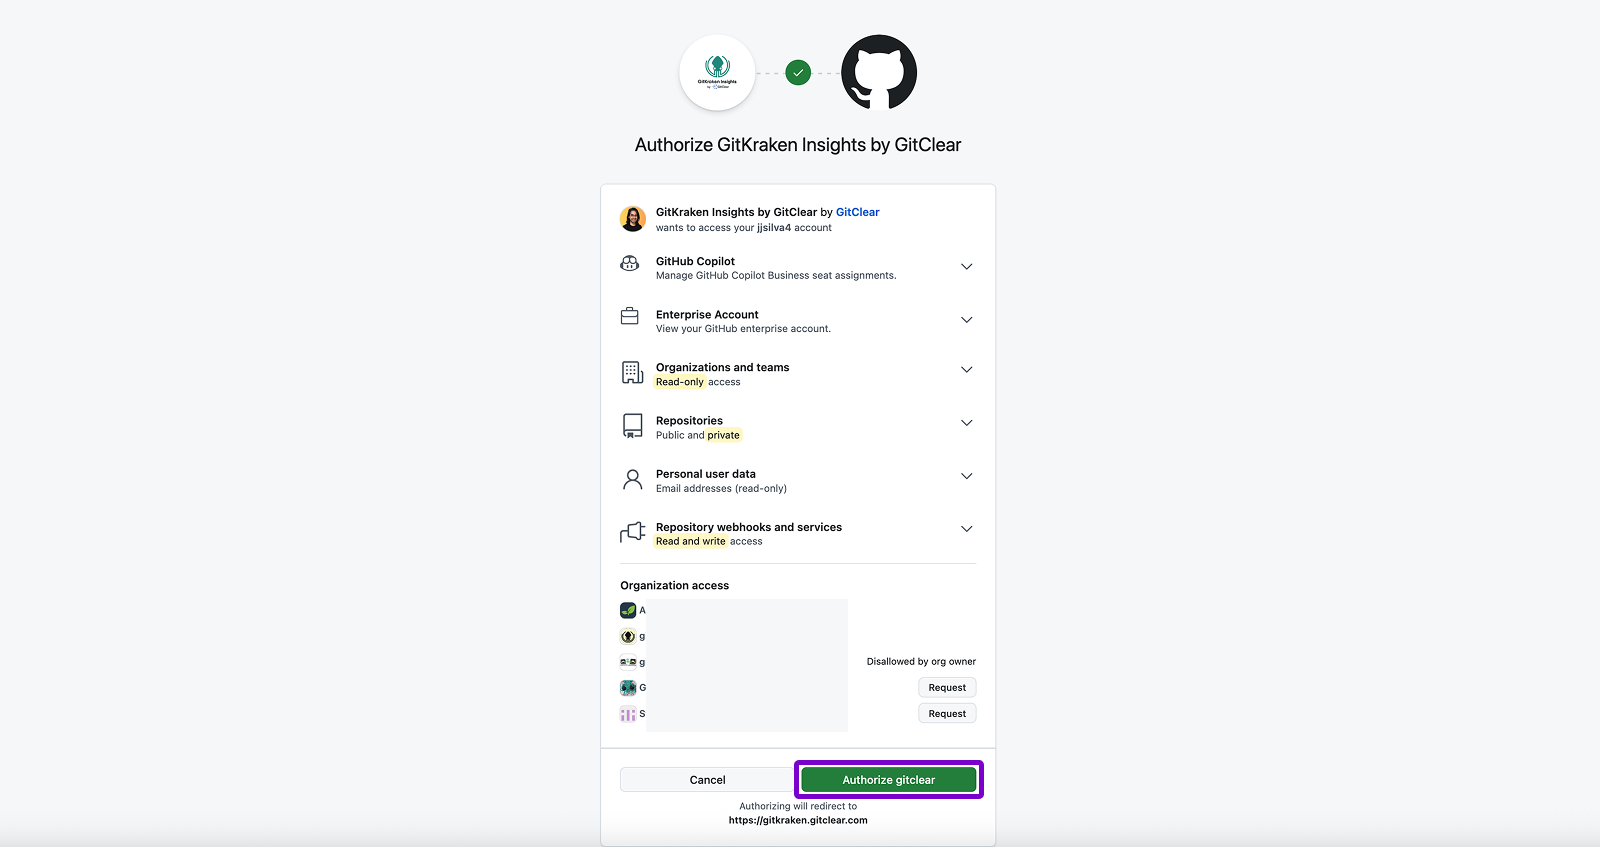 GitKraken Insights
by GitClear
Authorize GitKraken Insights by GitClear
GitKraken Insights by GitClear by GitClear
wants to access your jjsilva4 account
GitHub Copilot
Manage GitHub Copilot Business seat assignments.
Enterprise Account
View your GitHub enterprise account.
Organizations and teams
Read-only access
Repositories
Public and private
Personal user data
Email addresses (read-only)
Repository webhooks and services
Read and write access
Organization access
A
g
g
Disallowed by org owner
G
Request
S
Request
Cancel
Authorize gitclear
Authorizing will redirect to
https://gitkraken.gitclear.com